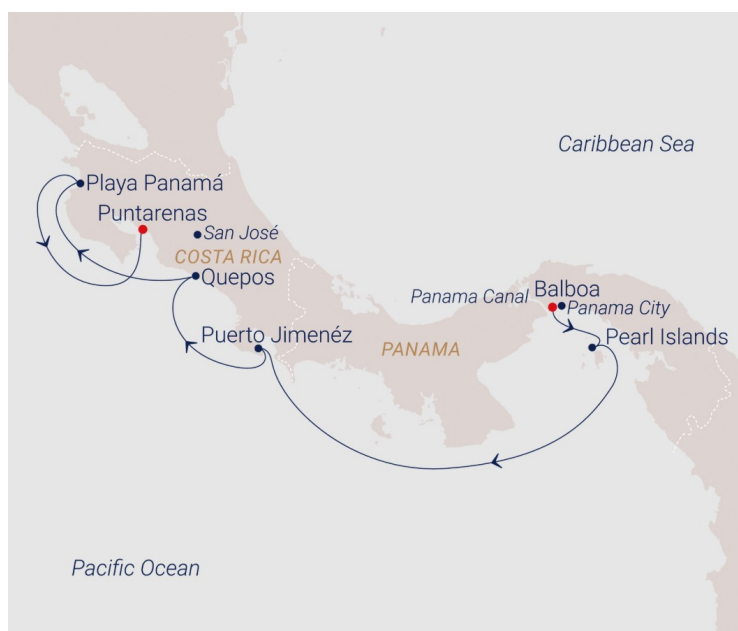 Caribbean Sea
Playa Panamá
Puntarenas
San José
COSTA RICA
Quepos
Panama Canal
Balboa
Panama City
Puerto Jimenéz
PANAMA
Pearl Islands
Pacific Ocean